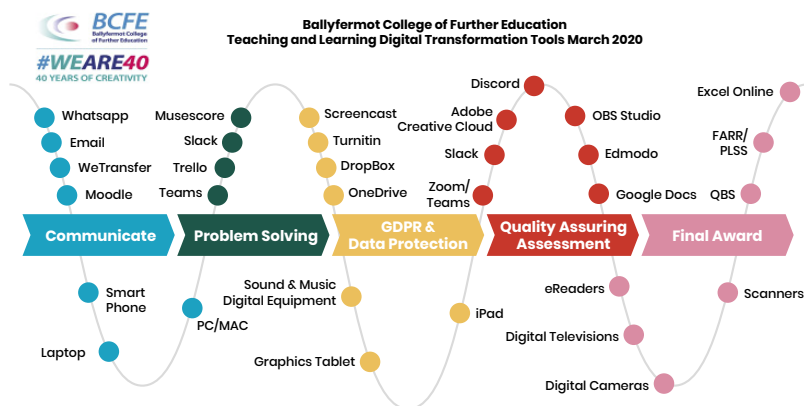 BCFE
Ballyfermot College
of Further Education
#WEARE40
40 YEARS OF CREATIVITY
Ballyfermot College of Further Education
Teaching and Learning Digital Transformation Tools March 2020
Whatsapp
Email
WeTransfer
Moodle
Musescore
Slack
Trello
Teams
Screencast
Turnitin
DropBox
OneDrive
Discord
Adobe
Creative Cloud
Slack
Zoom/
Teams
OBS Studio
Edmodo
Google Docs
Excel Online
FARR/
PLSS
QBS
Communicate
Problem Solving
GDPR &
Data Protection
Quality Assuring
Assessment
Final Award
Smart
Phone
Laptop
PC/MAC
Sound & Music
Digital Equipment
Graphics Tablet
iPad
eReaders
Digital Televisions
Digital Cameras
Scanners